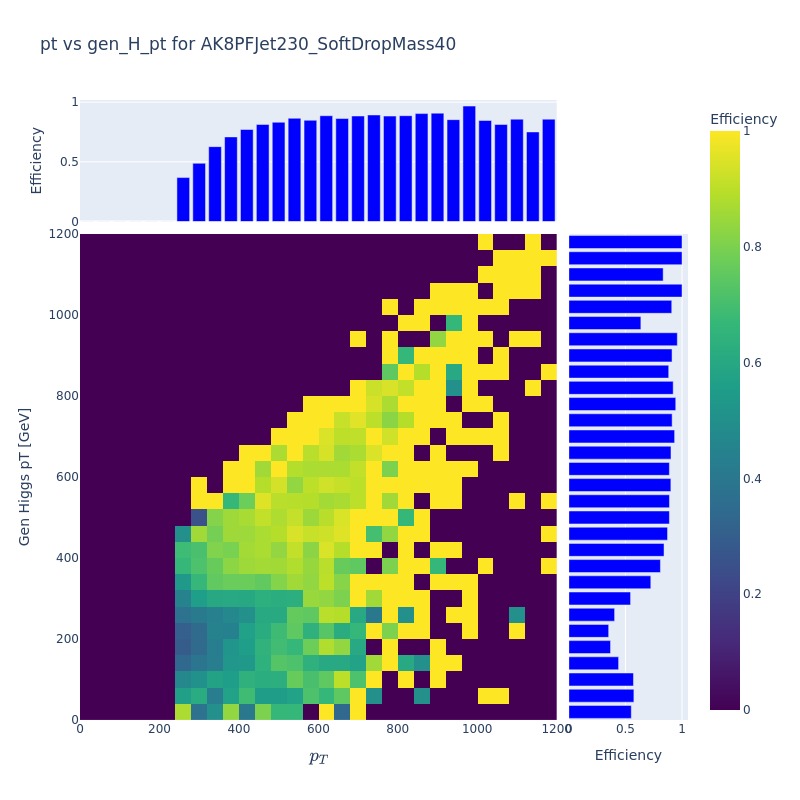 pt vs gen_H_pt for AK8PFJet230_SoftDropMass40
Efficiency
1
0.5
0
Efficiency
1
0.8
0.6
0.4
0.2
0
Gen Higgs pT [GeV]
1200
1000
800
600
400
200
0
0 200 400 600 800 1000 1200
p_T
0 0.5 1
Efficiency